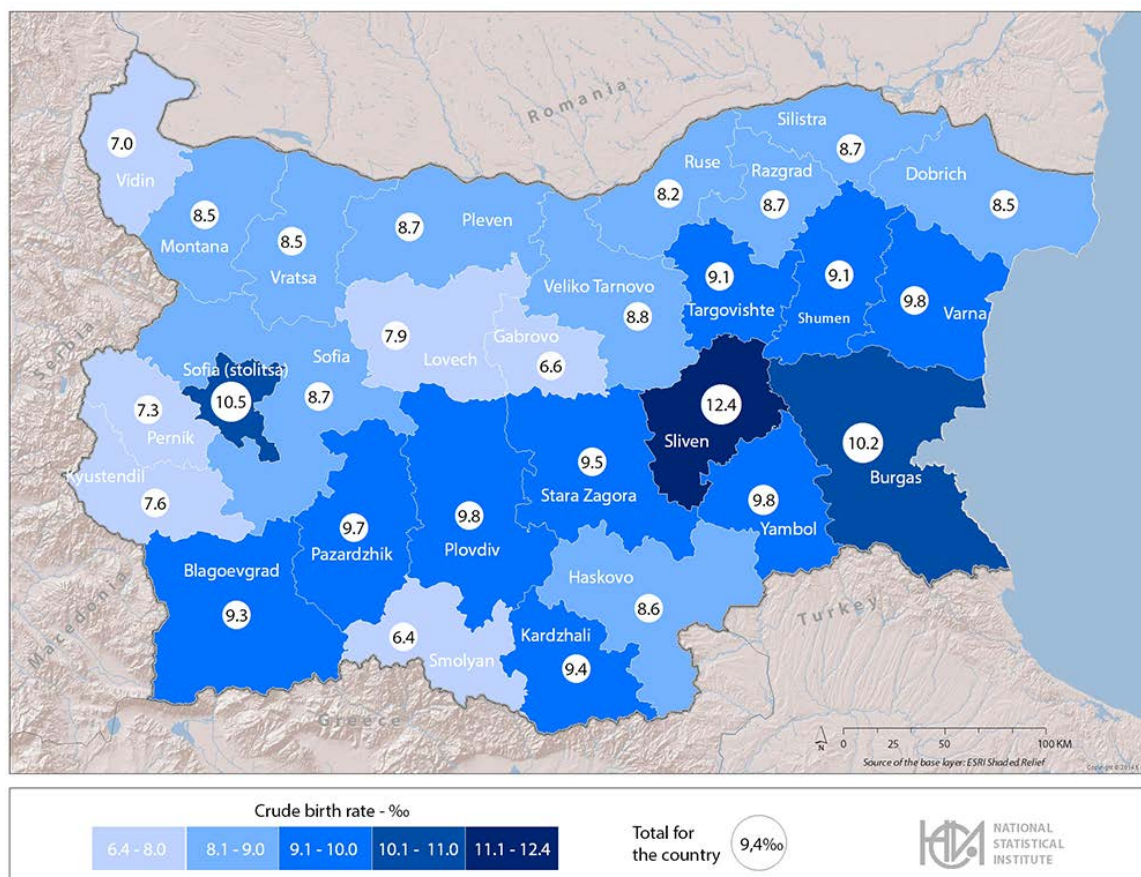 Romania
Silistra
8.7
7.0
Vidin
Ruse
8.2
Razgrad
8.7
Dobrich
8.5
8.5
Montana
8.5
Vratsa
8.7
Pleven
Veliko Tarnovo
8.8
9.1
Targovishte
9.1
Shumen
9.8
Varna
Serbia
7.9
Lovech
Gabrovo
6.6
Sofia (stolitsa)
10.5
Sofia
8.7
7.3
Pernik
12.4
Sliven
10.2
Burgas
Kyustendil
7.6
9.5
Stara Zagora
9.8
Yambol
9.7
Pazardzhik
9.8
Plovdiv
Blagoevgrad
9.3
Haskovo
8.6
Macedonia
6.4
Smolyan
Kardzhali
9.4
Turkey
Greece
N
0 25 50 100 KM
Source of the base layer: ESRI Shaded Relief
Crude birth rate - ‰
6.4 - 8.0 8.1 - 9.0 9.1 - 10.0 10.1 - 11.0 11.1 - 12.4
Total for
the country
9,4‰
НСИ
NATIONAL
STATISTICAL
INSTITUTE